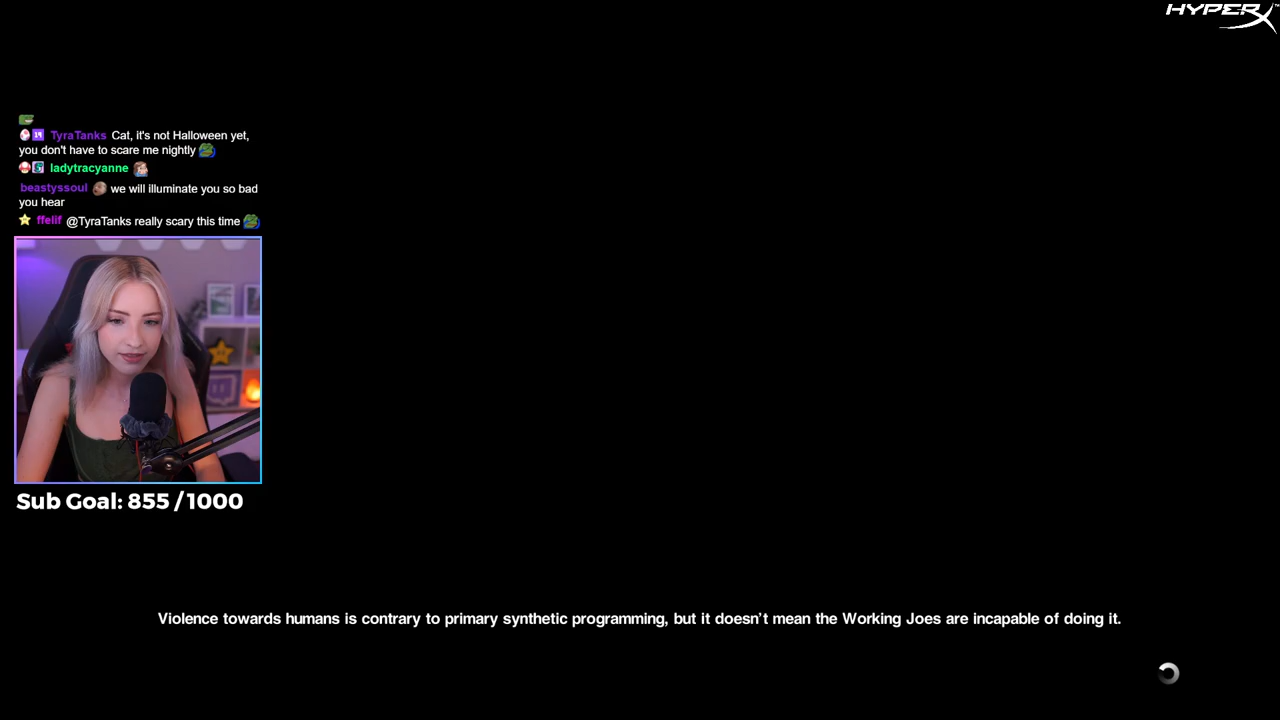 HYPERX
TyraTanks Cat, it's not Halloween yet,
you don't have to scare me nightly
ladytracyanne
beastyssoul we will illuminate you so bad
you hear
ffelif @TyraTanks really scary this time
Sub Goal: 855 / 1000
Violence towards humans is contrary to primary synthetic programming, but it doesn't mean the Working Joes are incapable of doing it.